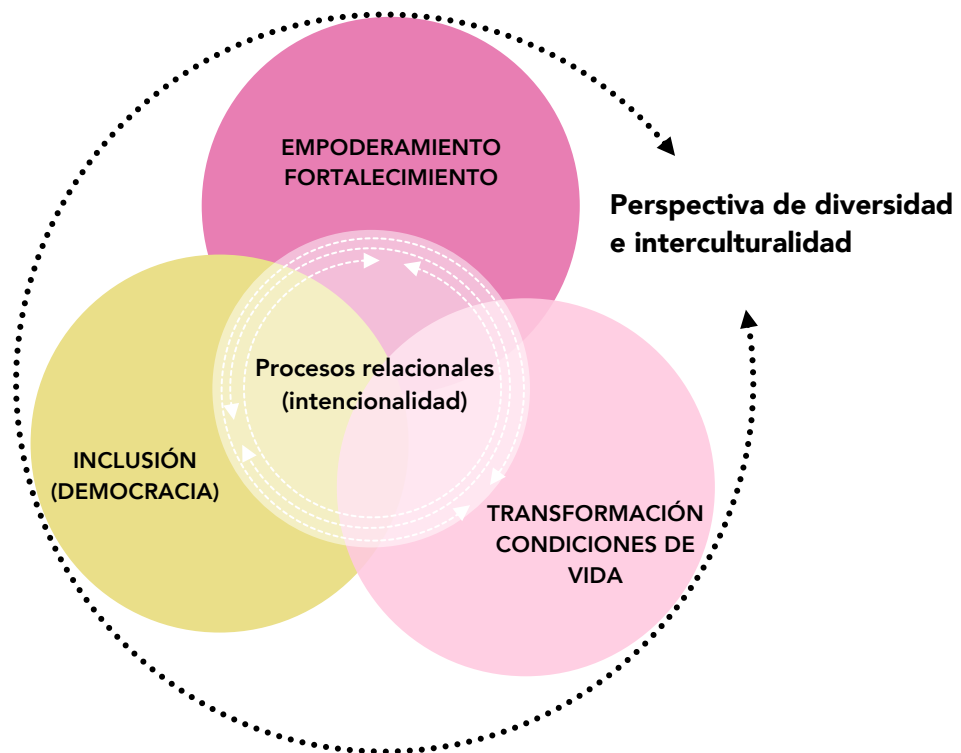 EMPODERAMIENTO
FORTALECIMIENTO
Perspectiva de diversidad
e interculturalidad
Procesos relacionales
(intencionalidad)
INCLUSIÓN
(DEMOCRACIA)
TRANSFORMACIÓN
CONDICIONES DE
VIDA